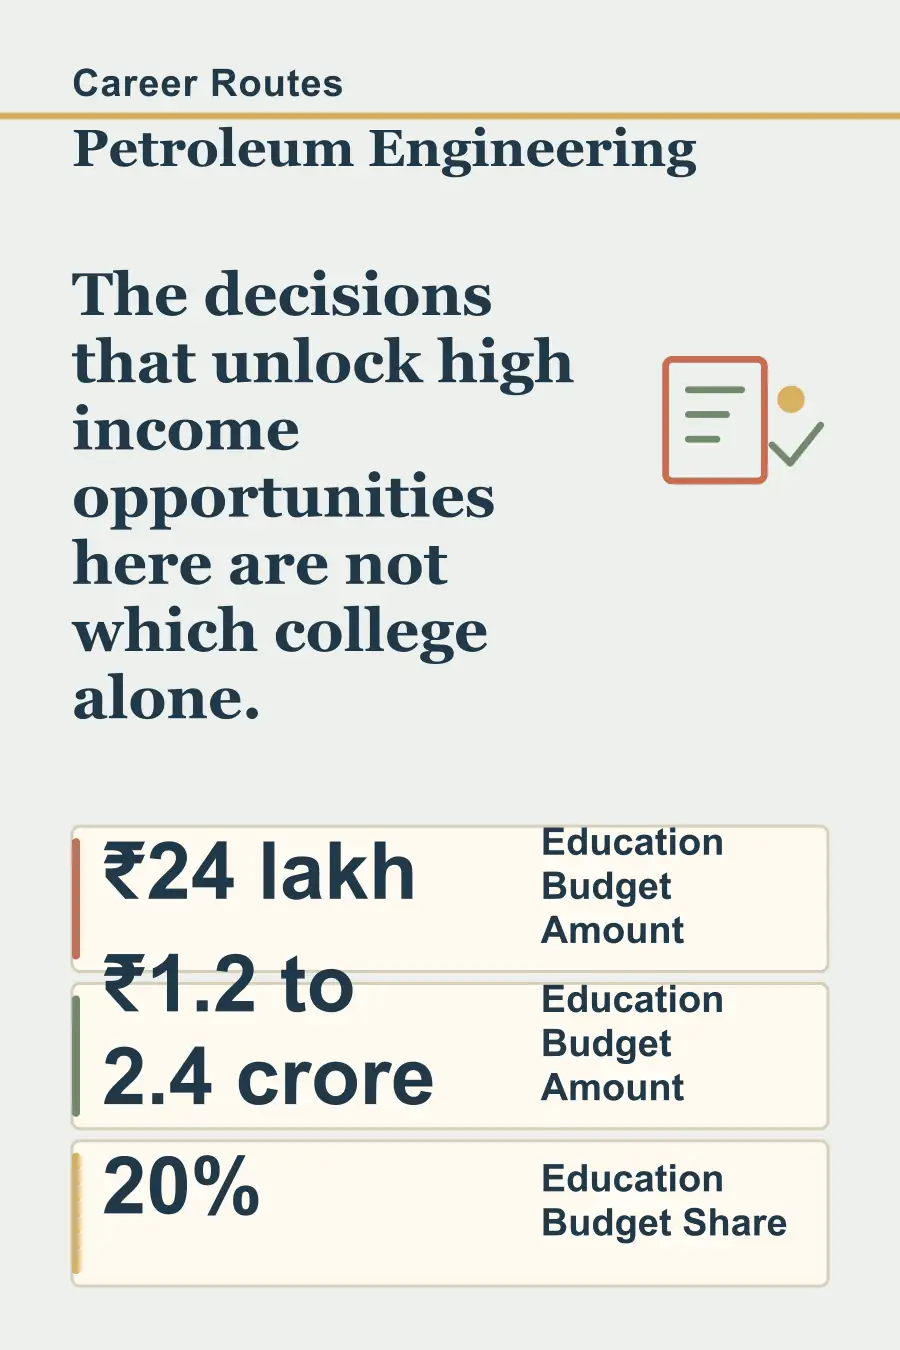 Career Routes
Petroleum Engineering
The decisions
that unlock high
income
opportunities
here are not
which college
alone.
₹24 lakh
Education
Budget
Amount
₹1.2 to
2.4 crore
Education
Budget
Amount
20%
Education
Budget Share